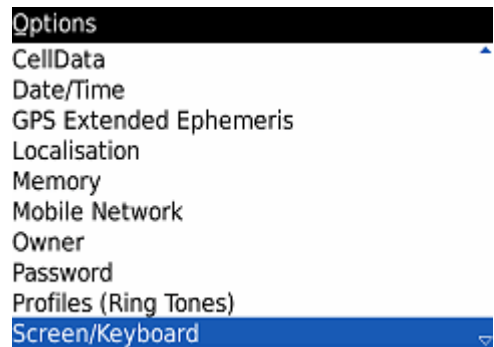 Options
CellData
Date/Time
GPS Extended Ephemeris
Localisation
Memory
Mobile Network
Owner
Password
Profiles (Ring Tones)
Screen/Keyboard